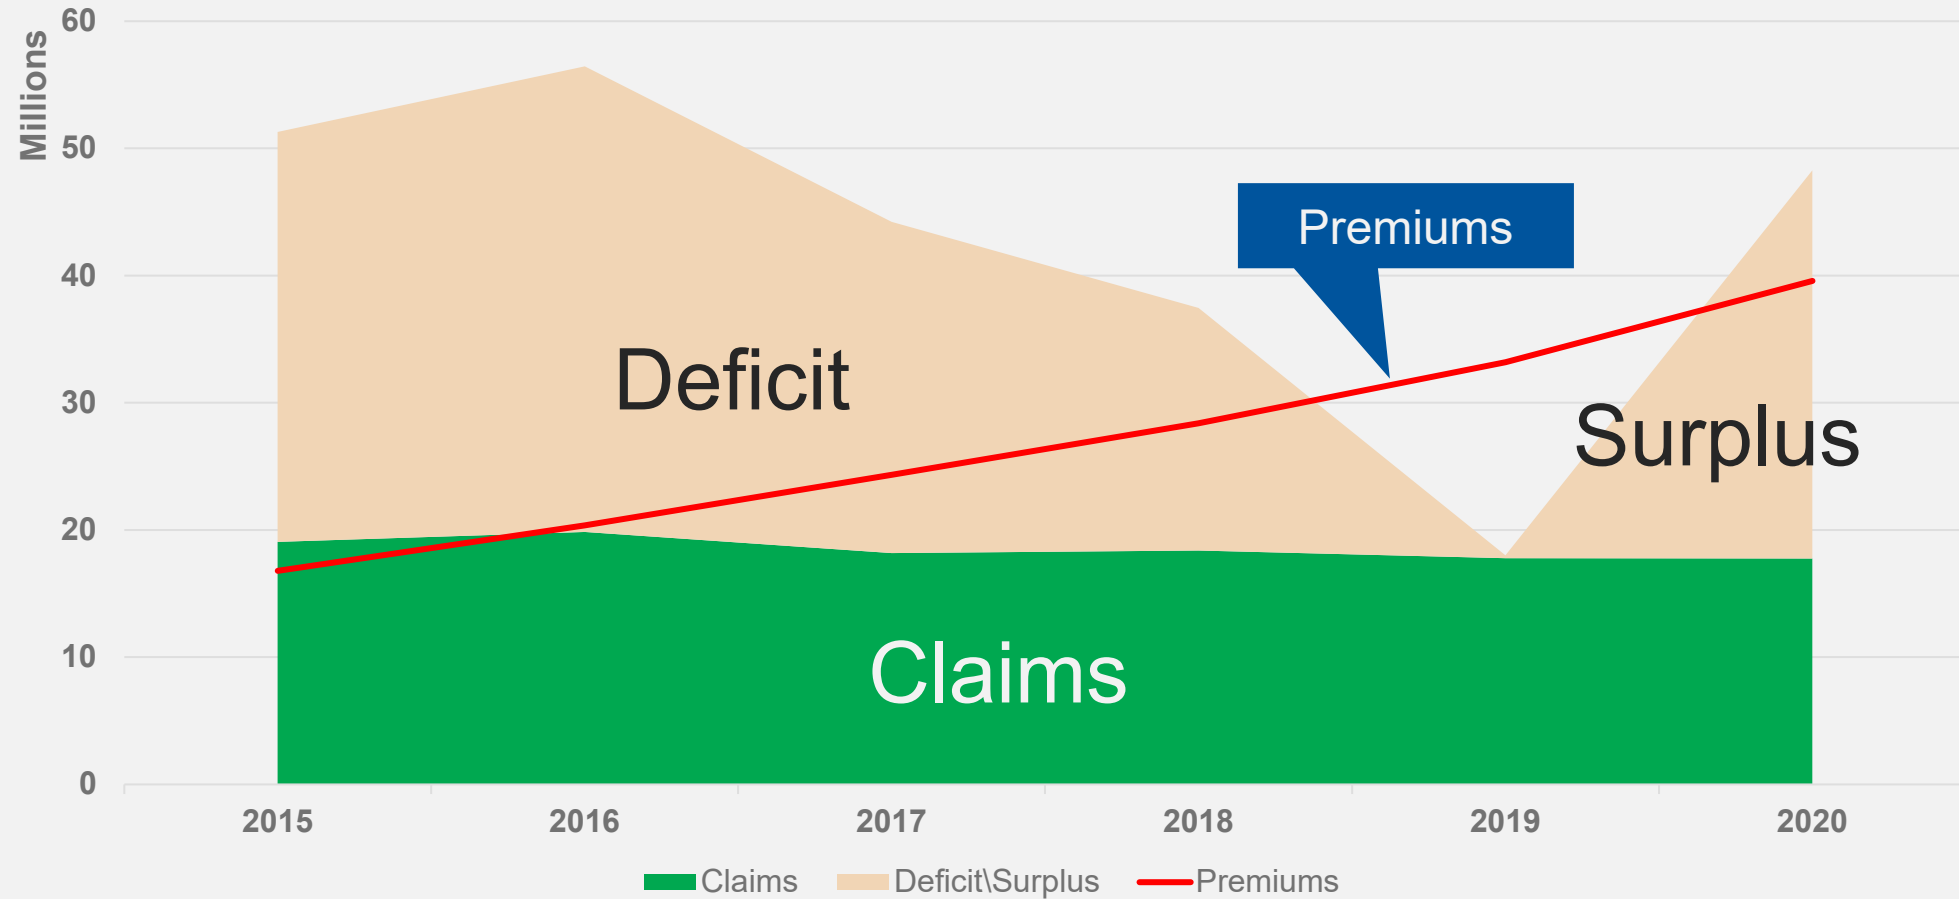 Millions
60
50
40
30
20
10
0
Premiums
Deficit
Surplus
Claims
2015 2016 2017 2018 2019 2020
Claims Deficit\Surplus Premiums